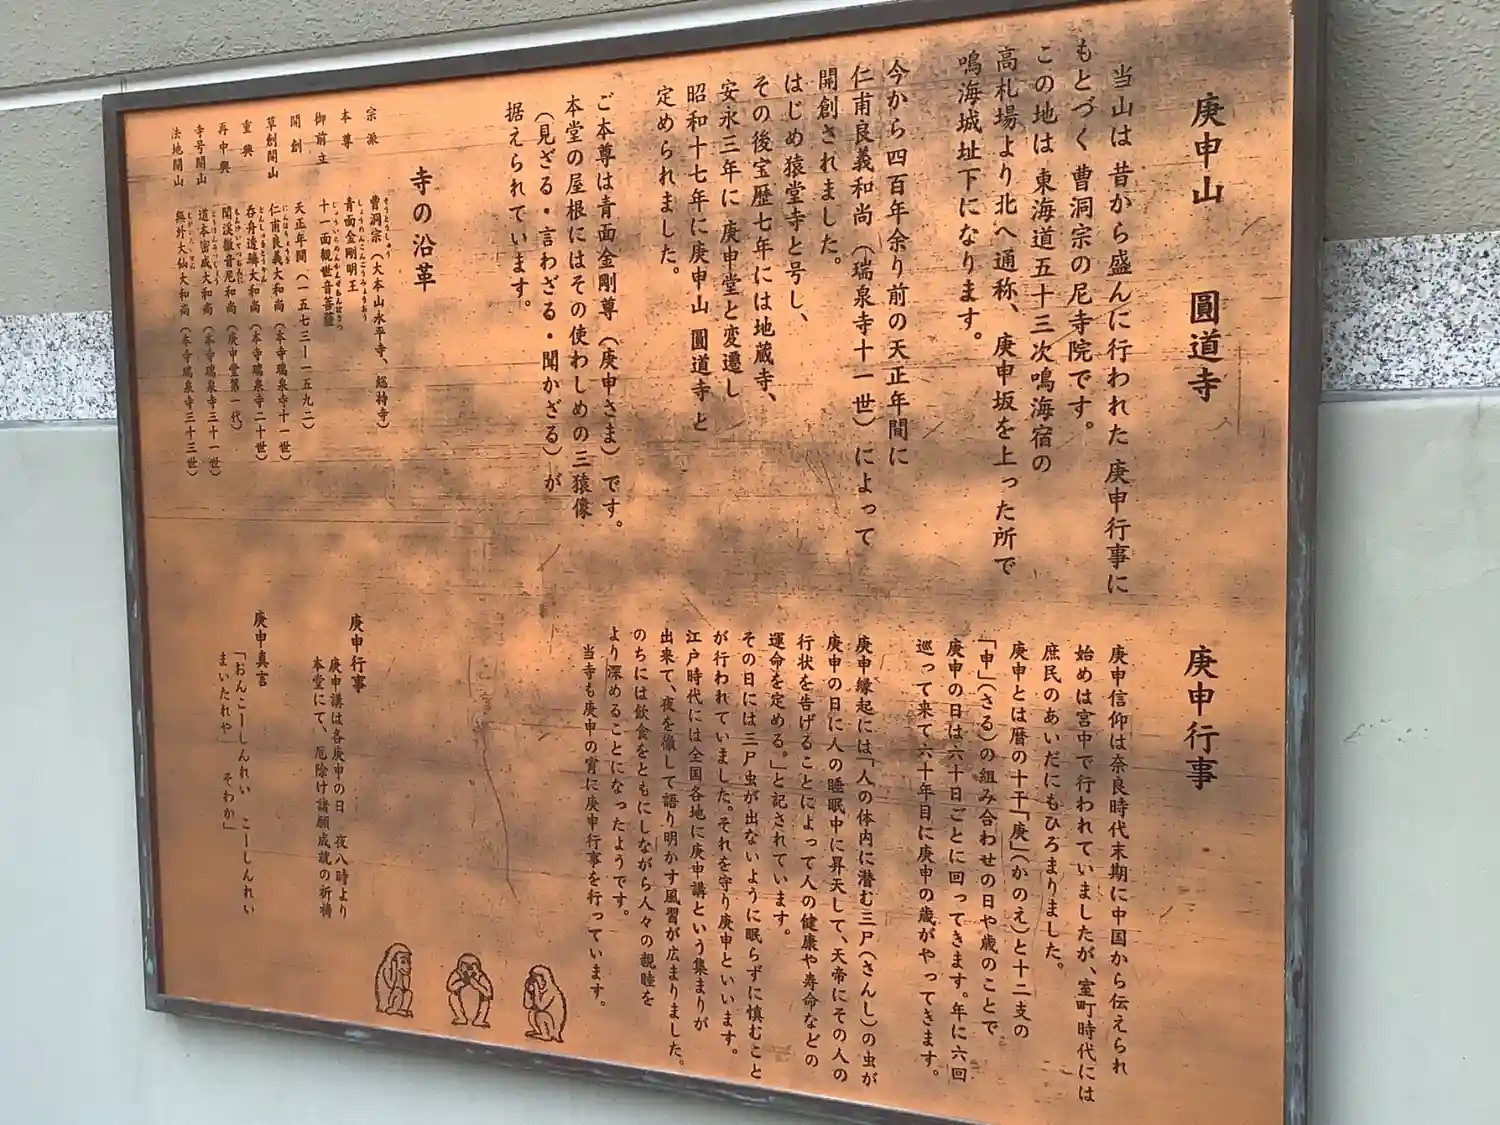 庚申山 圓道寺
当山は 昔から盛んに行われた 庚申行事に
もとづく 曹洞宗の尼寺院です。
この地は 東海道五十三次鳴海宿の
高札場より北へ通称、庚申坂を上った所で
鳴海城址下になります。
今から四百年余り前の天正年間に
仁甫良義和尚（瑞泉寺十一世）によって
開創されました。
はじめ猿堂寺と号し、
その後宝歴七年には地蔵寺、
安永三年に 庚申堂と変遷し
昭和十七年に庚申山 圓道寺 と
定められました。
ご本尊は青面金剛尊（庚申さま）です。
本堂の屋根にはその使わしめの三猿像
（見ざる・言わざる・聞かざる）が
据えられています。
寺の沿革
宗派 曹洞宗（大本山永平寺、總持寺）
本尊 青面金剛明王
御前立 十一面観世音菩薩
開創 天正年間（一五七三ー一五九二）
草創開山 仁甫良義大和尚（本寺瑞泉寺十一世）
重興 呑舟透鱗大和尚（本寺瑞泉寺二十世）
再中興 聞渓徹音尼和尚（庚申堂第一代）
寺号開山 道本密成大和尚（本寺瑞泉寺三十一世）
法地開山 無外大仙大和尚（本寺瑞泉寺三十三世）
庚申行事
庚申信仰は奈良時代末期に中国から伝えられ
始めは宮中で行われていましたが、室町時代には
庶民のあいだにもひろまりました。
庚申とは暦の十干「庚」（かのえ）と十二支の
「申」（さる）の組み合わせの日や歳のことで
庚申の日は六十日ごとに回ってきます。年に六回
巡って来て六十年目に庚申の歳がやってきます。
庚申縁起には「人の体内に潜む三尸（さんし）の虫が
庚申の日に人の睡眠中に昇天して、天帝にその人の
行状を告げることによって人の健康や寿命などの
運命を定める。」と記されています。
その日には三尸虫が出ないように眠らずに慎むこと
が行われていました。それを守り庚申といいます。
江戸時代には全国各地に庚申講という集まりが
出来て、夜を徹して語り明かす風習が広まりました。
のちには飲食をともにしながら人々の親睦を
より深めることになったようです。
当寺も庚申の宵に庚申行事を行っています。
庚申行事
庚申講は各庚申の日 夜八時より
本堂にて、厄除け諸願成就の祈祷
庚申真言
「おんこーしんれい こーしんれい
まいたれや そわか」